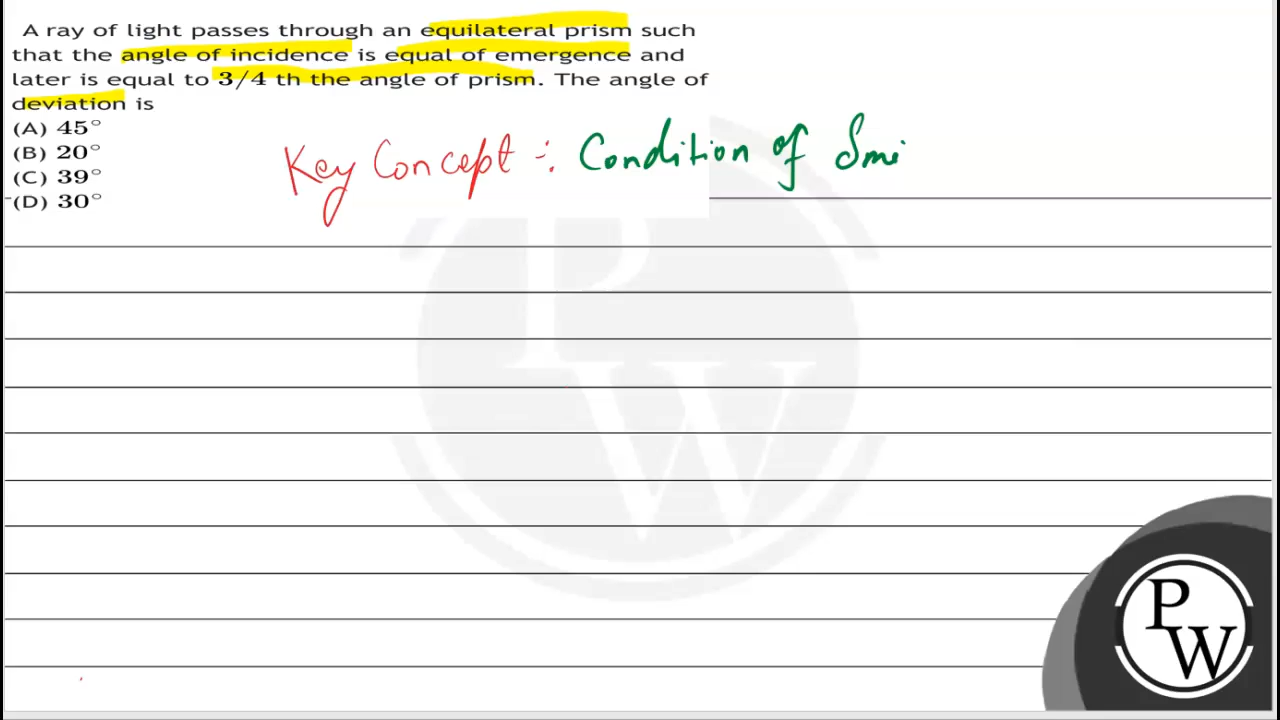 A ray of light passes through an equilateral prism such
that the angle of incidence is equal of emergence and
later is equal to 3/4 th the angle of prism. The angle of
deviation is
(A) 45°
(B) 20°
(C) 39°
(D) 30°
Key Concept :- Condition of δmi
P
W
P
W